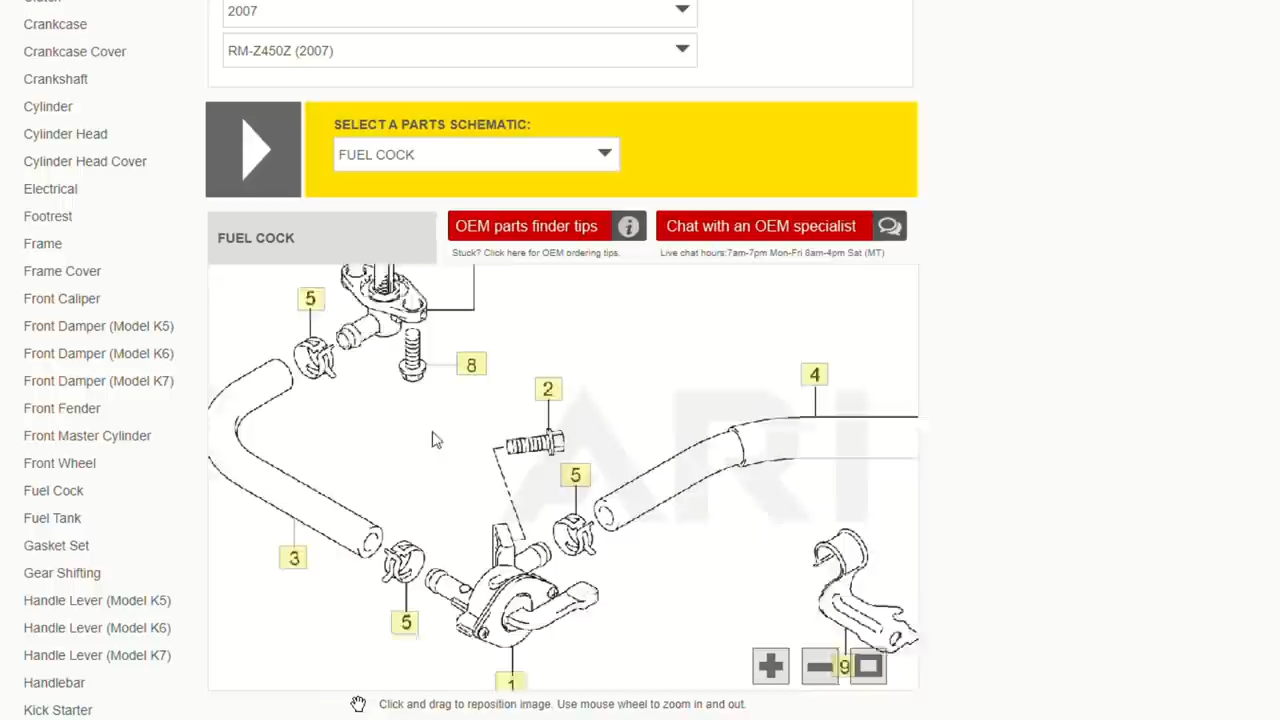 2007
Crankcase
Crankcase Cover
RM-Z450Z (2007)
Crankshaft
Cylinder
Cylinder Head
Cylinder Head Cover
Electrical
Footrest
Frame
Frame Cover
Front Caliper
Front Damper (Model K5)
Front Damper (Model K6)
Front Damper (Model K7)
Front Fender
Front Master Cylinder
Front Wheel
Fuel Cock
Fuel Tank
Gasket Set
Gear Shifting
Handle Lever (Model K5)
Handle Lever (Model K6)
Handle Lever (Model K7)
Handlebar
Kick Starter
SELECT A PARTS SCHEMATIC:
FUEL COCK
FUEL COCK
OEM parts finder tips
Chat with an OEM specialist
Stuck? Click here for OEM ordering tips.
Live chat hours:7am-7pm Mon-Fri 8am-4pm Sat (MT)
5
8
4
2
5
3
5
9
1
ARI
Click and drag to reposition image. Use mouse wheel to zoom in and out.